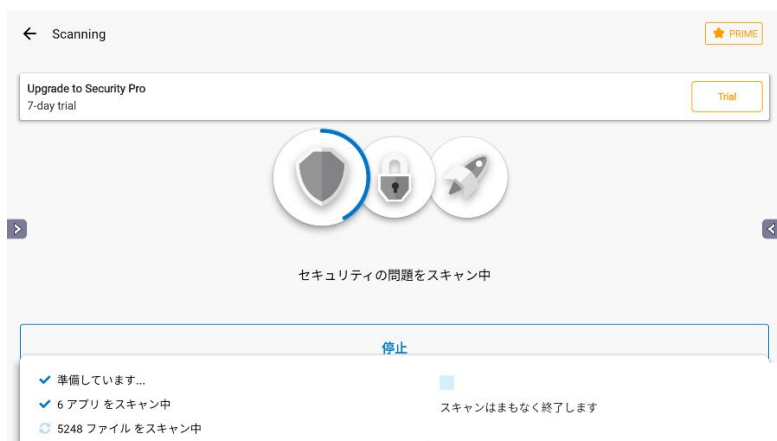 Scanning
PRIME
Upgrade to Security Pro
7-day trial
Trial
セキュリティの問題をスキャン中
停止
準備しています...
6 アプリ をスキャン中
5248 ファイル をスキャン中
スキャンはまもなく終了します